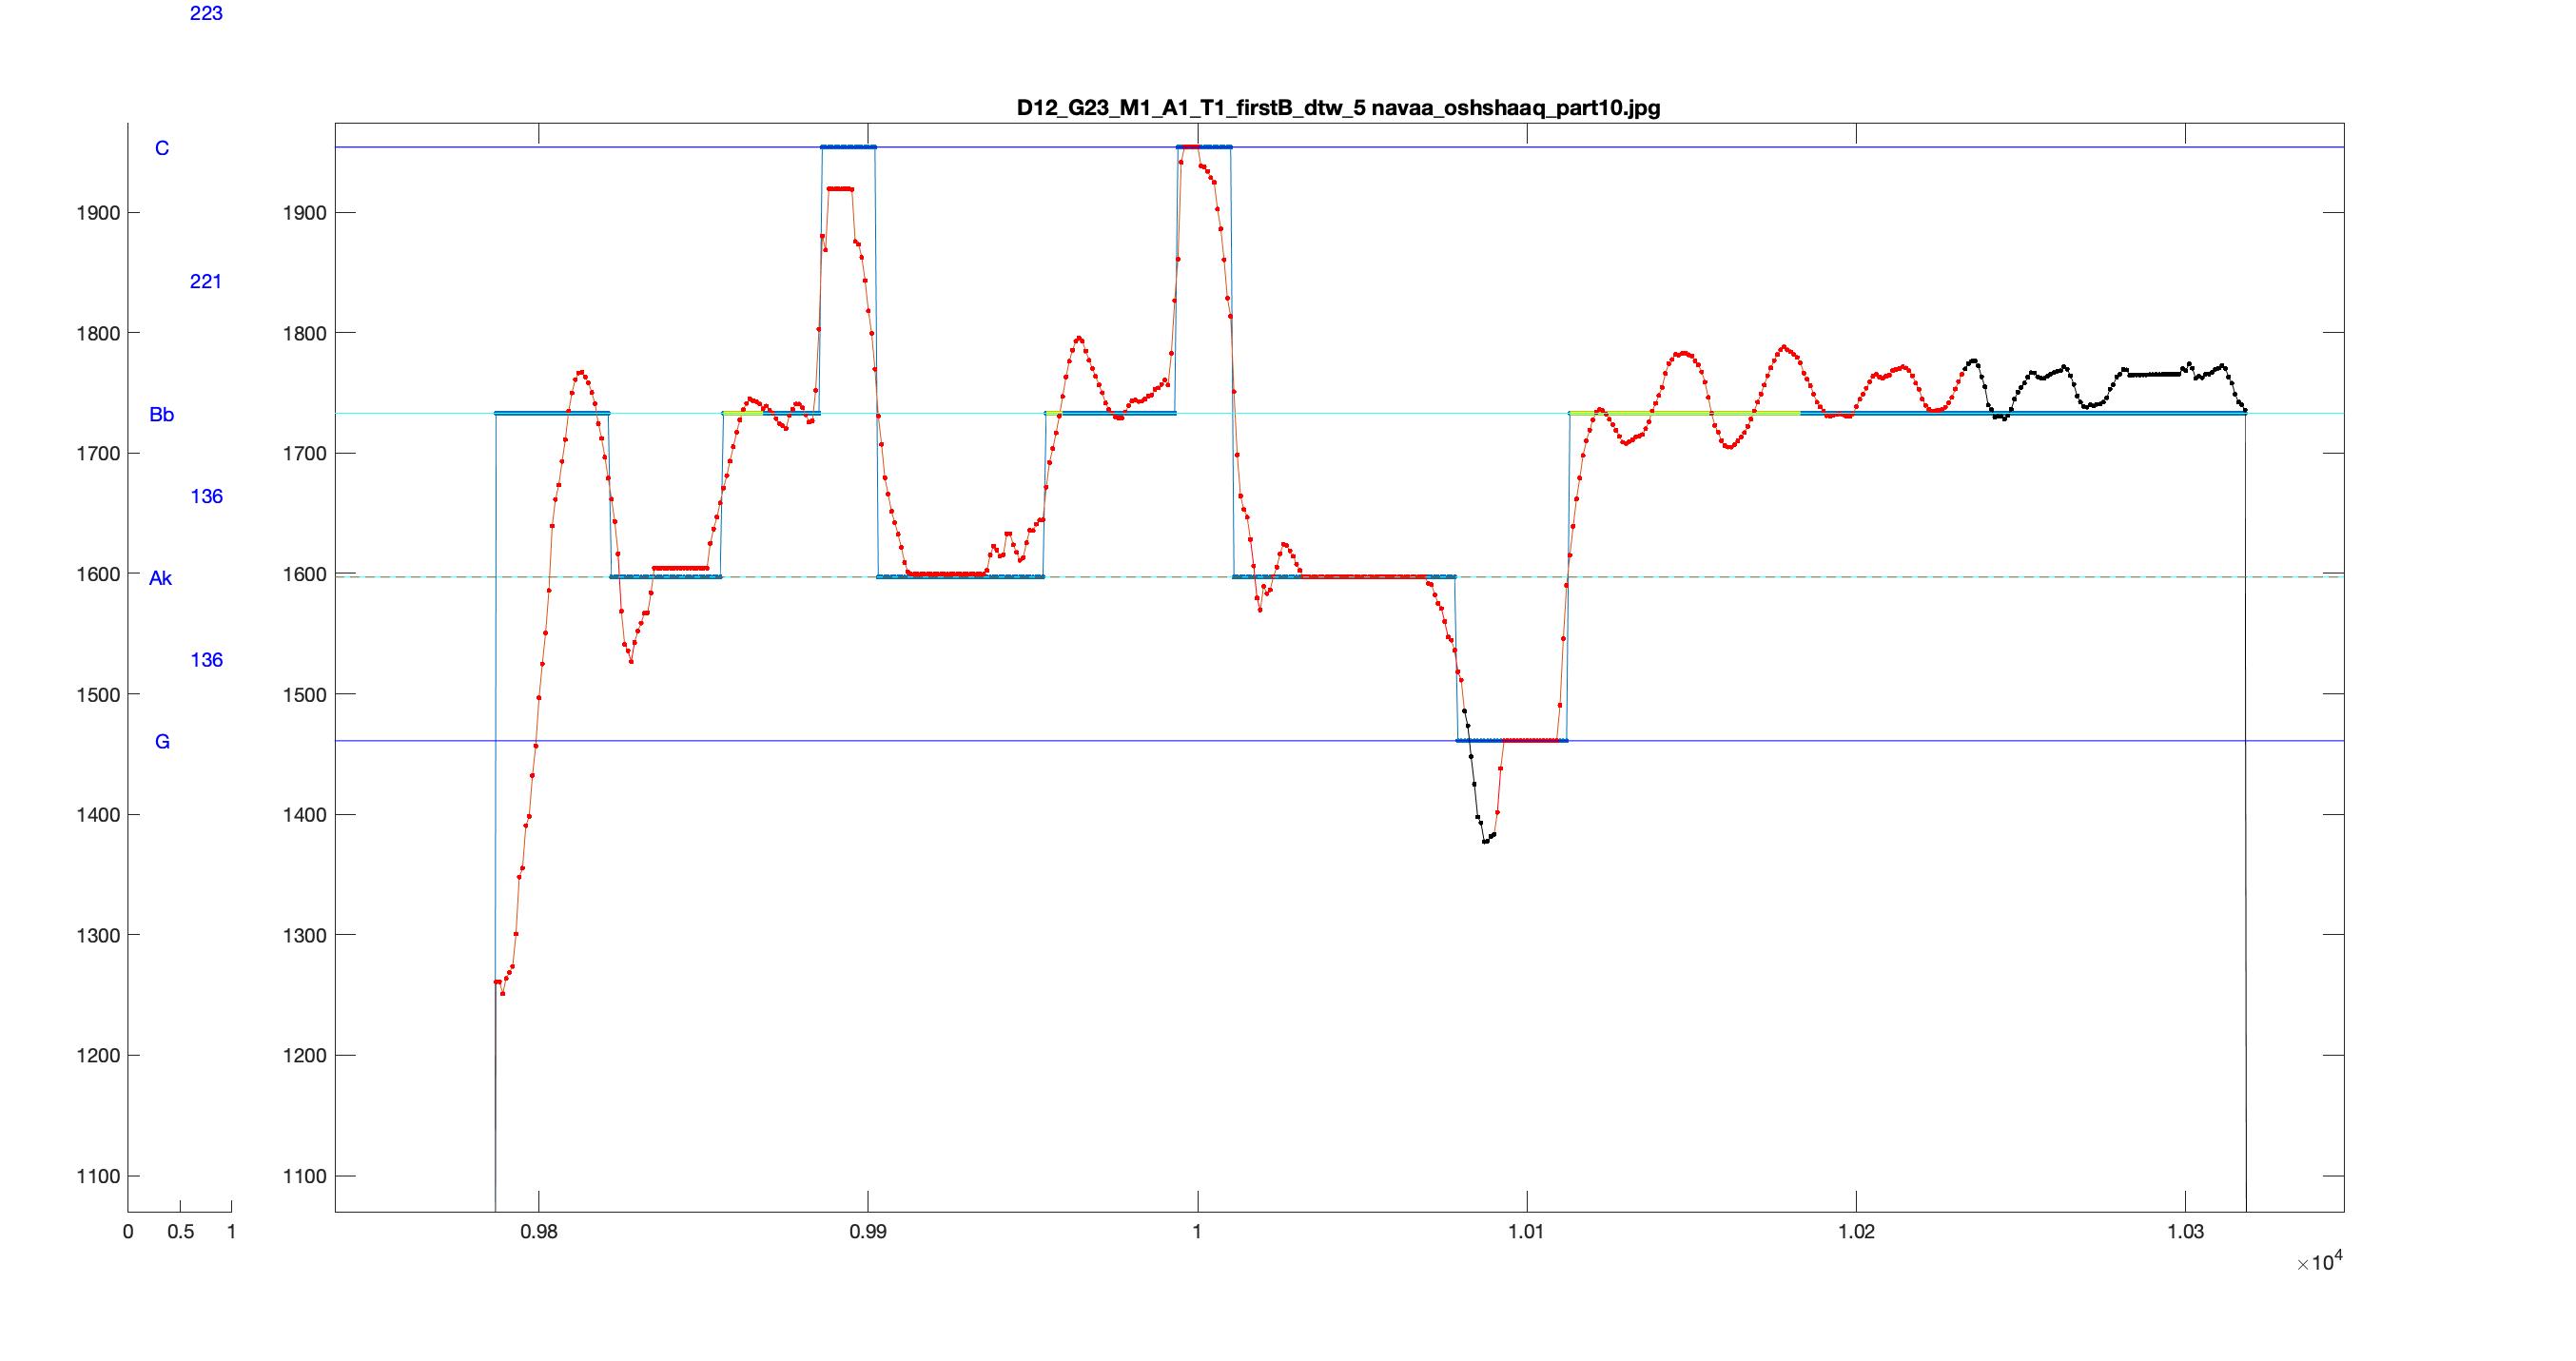 223
D12_G23_M1_A1_T1_firstB_dtw_5 navaa_oshshaaq_part10.jpg
C
1900 1900
221
1800 1800
Bb
1700 1700
136
1600 Ak 1600
136
1500 1500
G
1400 1400
1300 1300
1200 1200
1100 1100
0 0.5 1 0.98 0.99 1 1.01 1.02 1.03
×10⁴